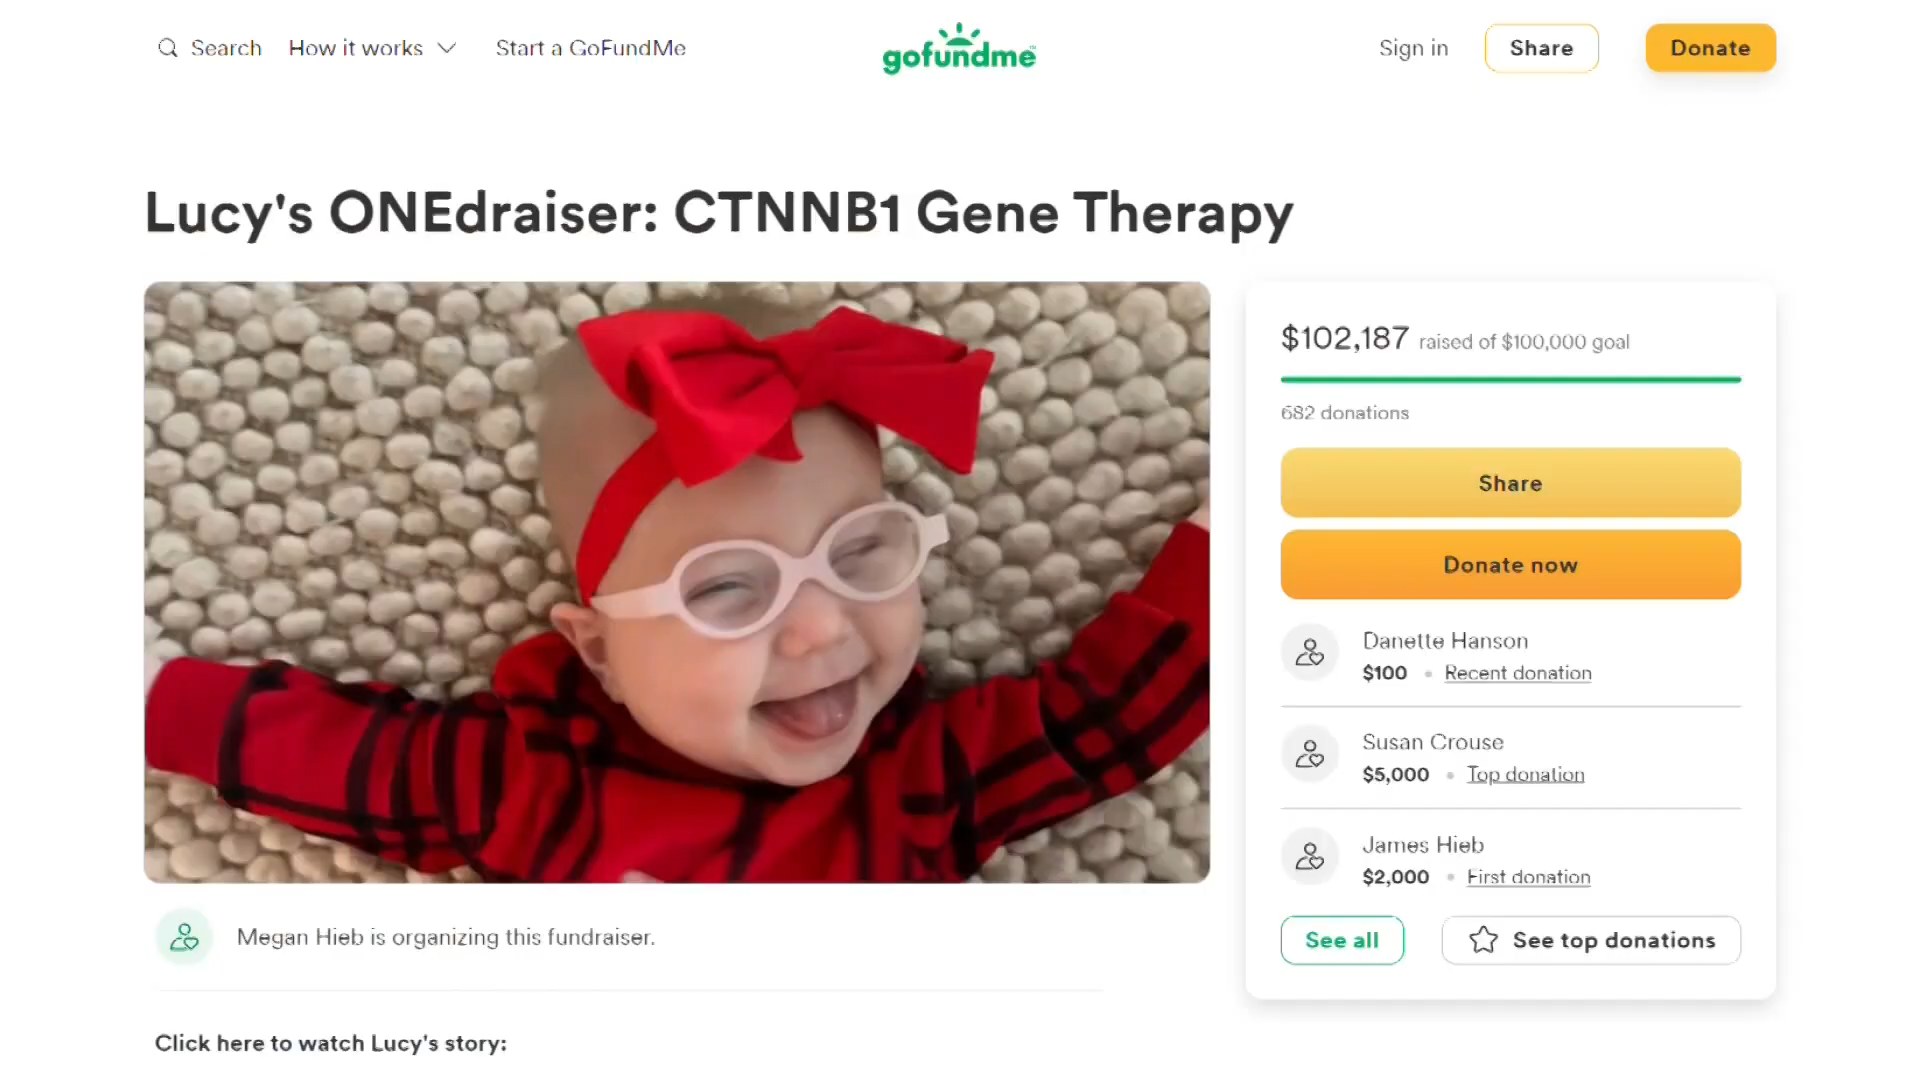 Search How it works Start a GoFundMe gofundme Sign in Share Donate
Lucy's ONEdraiser: CTNNB1 Gene Therapy
$102,187 raised of $100,000 goal
682 donations
Share
Donate now
Danette Hanson
$100 • Recent donation
Susan Crouse
$5,000 • Top donation
James Hieb
$2,000 • First donation
See all See top donations
Megan Hieb is organizing this fundraiser.
Click here to watch Lucy's story: